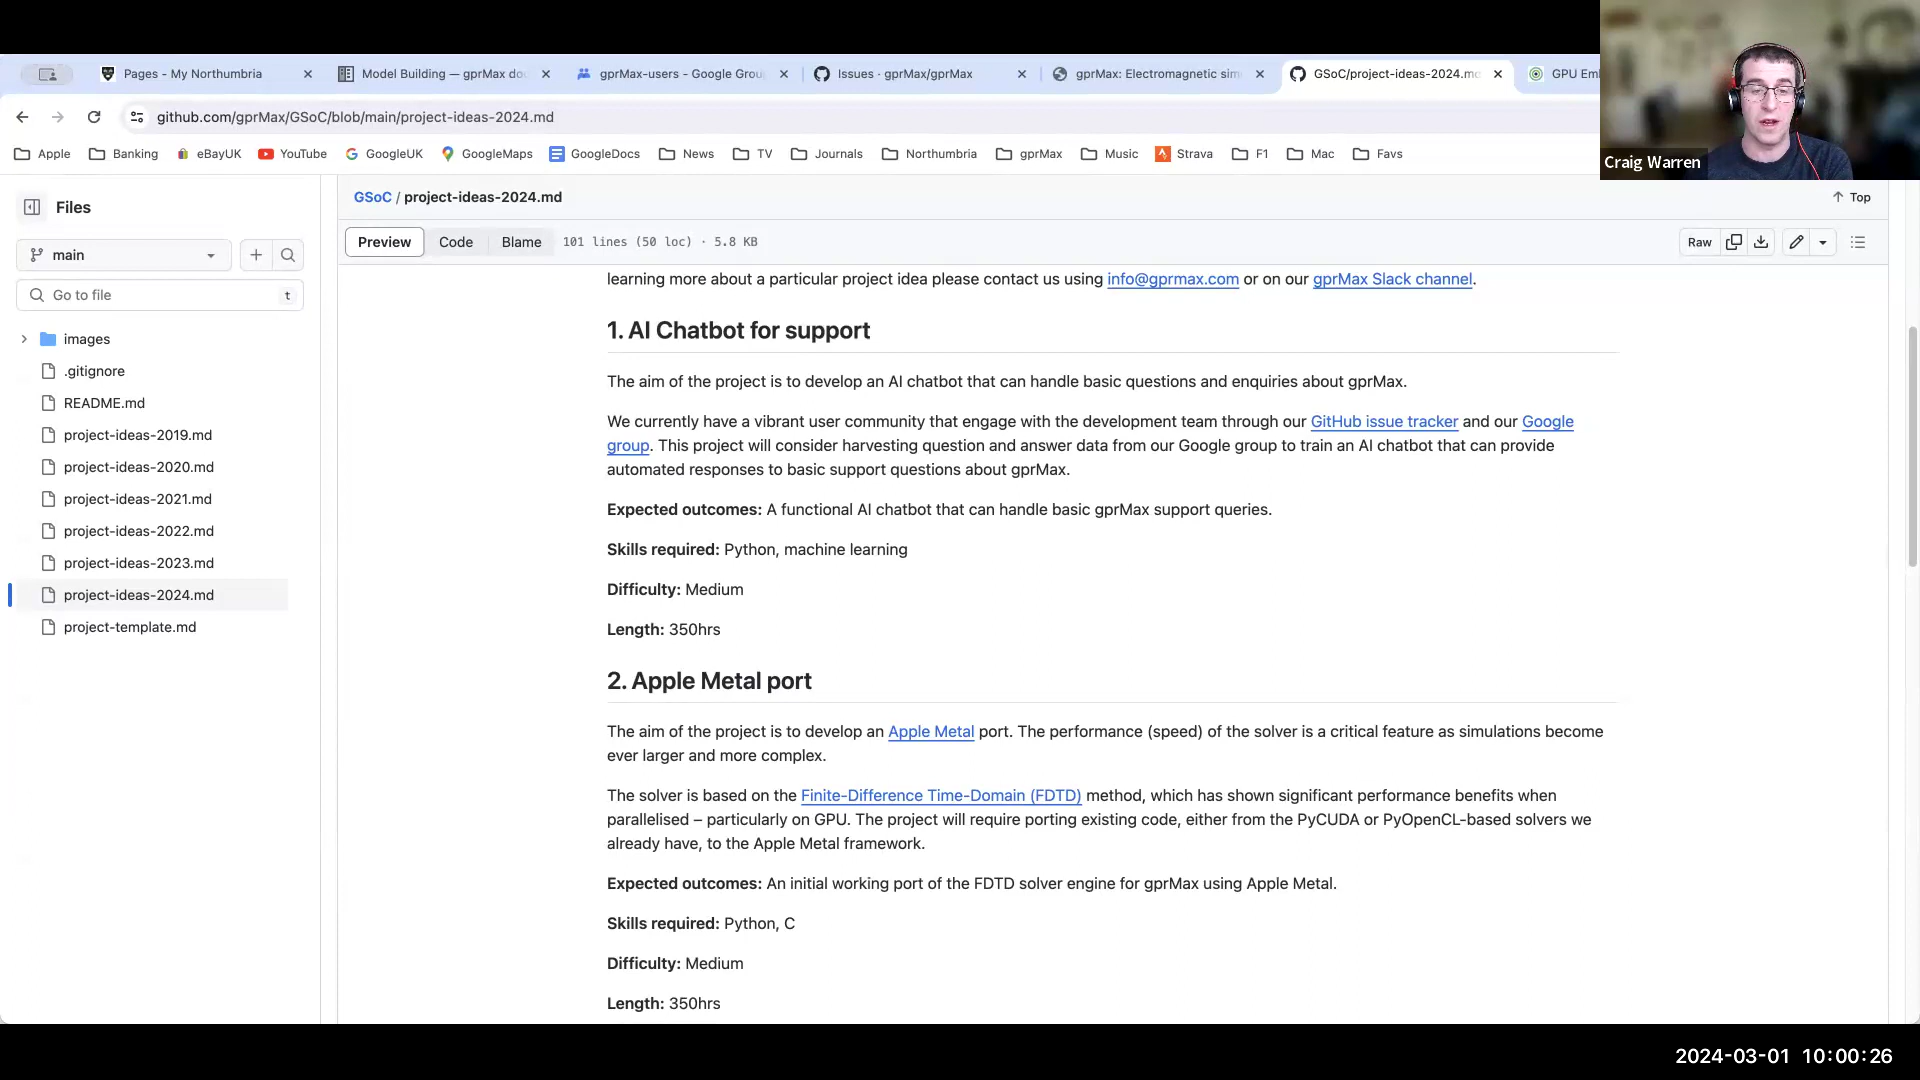 Pages - My Northumbria
Model Building — gprMax do
gprMax-users - Google Grou
Issues · gprMax/gprMax
gprMax: Electromagnetic sim
GSoC/project-ideas-2024.md
GPU Em
github.com/gprMax/GSoC/blob/main/project-ideas-2024.md
Apple Banking eBayUK YouTube GoogleUK GoogleMaps GoogleDocs News TV Journals Northumbria gprMax Music Strava F1 Mac Favs
Craig Warren
Files
main
Go to file t
images
.gitignore
README.md
project-ideas-2019.md
project-ideas-2020.md
project-ideas-2021.md
project-ideas-2022.md
project-ideas-2023.md
project-ideas-2024.md
project-template.md
GSoC / project-ideas-2024.md
Top
Preview Code Blame 101 lines (50 loc) · 5.8 KB Raw
learning more about a particular project idea please contact us using info@gprmax.com or on our gprMax Slack channel.
1. AI Chatbot for support
The aim of the project is to develop an AI chatbot that can handle basic questions and enquiries about gprMax.
We currently have a vibrant user community that engage with the development team through our GitHub issue tracker and our Google
group. This project will consider harvesting question and answer data from our Google group to train an AI chatbot that can provide
automated responses to basic support questions about gprMax.
Expected outcomes: A functional AI chatbot that can handle basic gprMax support queries.
Skills required: Python, machine learning
Difficulty: Medium
Length: 350hrs
2. Apple Metal port
The aim of the project is to develop an Apple Metal port. The performance (speed) of the solver is a critical feature as simulations become
ever larger and more complex.
The solver is based on the Finite-Difference Time-Domain (FDTD) method, which has shown significant performance benefits when
parallelised – particularly on GPU. The project will require porting existing code, either from the PyCUDA or PyOpenCL-based solvers we
already have, to the Apple Metal framework.
Expected outcomes: An initial working port of the FDTD solver engine for gprMax using Apple Metal.
Skills required: Python, C
Difficulty: Medium
Length: 350hrs
2024-03-01 10:00:26